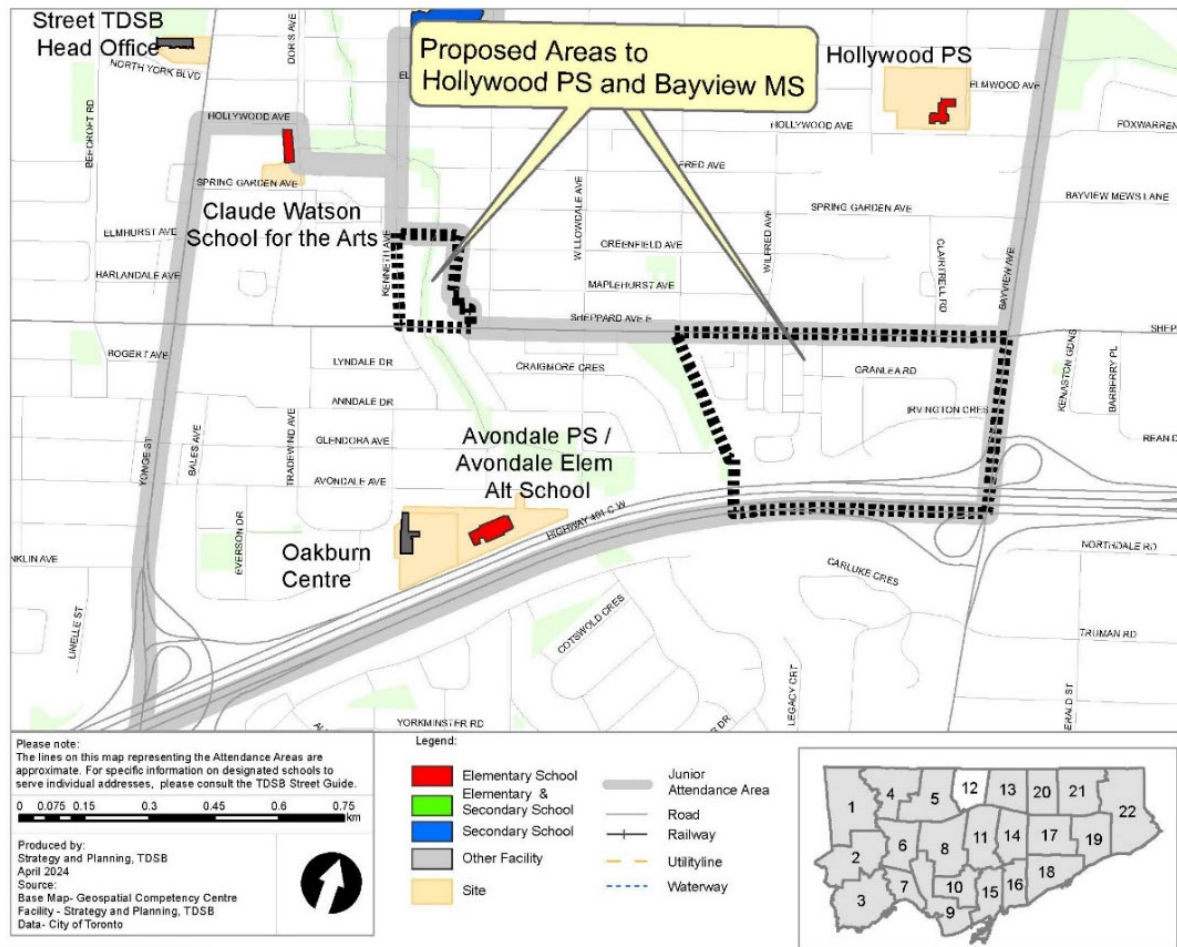 Street TDSB
Head Office
NORTH YORK BLVD
DORIS AVE
BEECROFT RD
Proposed Areas to
Hollywood PS and Bayview MS
Hollywood PS
ELMWOOD AVE
HOLLYWOOD AVE
HOLLYWOOD AVE
FOXWARREN
SPRING GARDEN AVE
BAYVIEW MEWS LANE
Claude Watson
School for the Arts
ELMHURST AVE
KENNETH AVE
WILLOWDALE AVE
SPRING GARDEN AVE
GREENFIELD AVE
WILFRED AVE
CLAIRTRELL RD
BAYVIEW AVE
HARLANDALE AVE
MAPLEHURST AVE
SHEPPARD AVE E
BOGERT AVE
LYNDALE DR
CRAIGMORE CRES
GRANLEA RD
KENASTON GDNS
BARBERRY PL
ANNDALE DR
IRVINGTON CRES
YONGE ST
BALES AVE
TRADEWIND AVE
GLENDORA AVE
AVONDALE AVE
Avondale PS /
Avondale Elem
Alt School
REAN D
HIGHWAY 401 C W
EVERSON DR
Oakburn
Centre
NKLIN AVE
LINELLE ST
CARLUKE CRES
NORTHDALE RD
COTSWOLD CRES
TRUMAN RD
LEGACY CRT
ERALD ST
YORKMINSTER RD
Please note:
The lines on this map representing the Attendance Areas are
approximate. For specific information on designated schools to
serve individual addresses, please consult the TDSB Street Guide.
0 0.075 0.15 0.3 0.45 0.6 0.75
km
Produced by:
Strategy and Planning, TDSB
April 2024
Source:
Base Map- Geospatial Competency Centre
Facility - Strategy and Planning, TDSB
Data- City of Toronto
Legend:
Elementary School
Elementary &
Secondary School
Secondary School
Other Facility
Site
Junior
Attendance Area
Road
Railway
Utilityline
Waterway
1
2
3
4
5
6
7
8
9
10
11
12
13
14
15
16
17
18
19
20
21
22